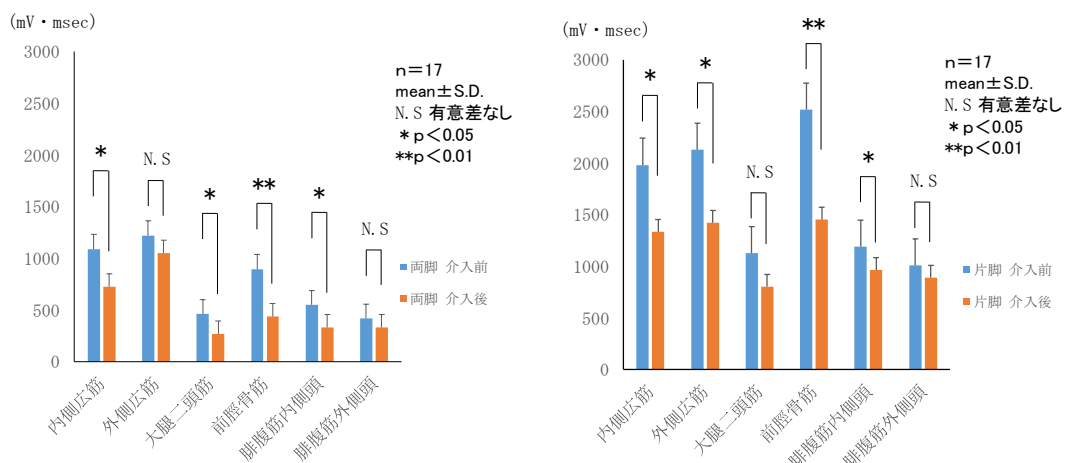 (mV・msec)
3000
2500
2000
1500
1000
500
0
n＝17
mean±S.D.
N.S 有意差なし
＊p＜0.05
**p＜0.01
*
N.S
*
**
*
N.S
両脚 介入前
両脚 介入後
内側広筋
外側広筋
大腿二頭筋
前脛骨筋
腓腹筋内側頭
腓腹筋外側頭
(mV・msec)
3000
2500
2000
1500
1000
500
0
n＝17
mean±S.D.
N.S 有意差なし
＊p＜0.05
**p＜0.01
*
*
N.S
**
*
N.S
片脚 介入前
片脚 介入後
内側広筋
外側広筋
大腿二頭筋
前脛骨筋
腓腹筋内側頭
腓腹筋外側頭